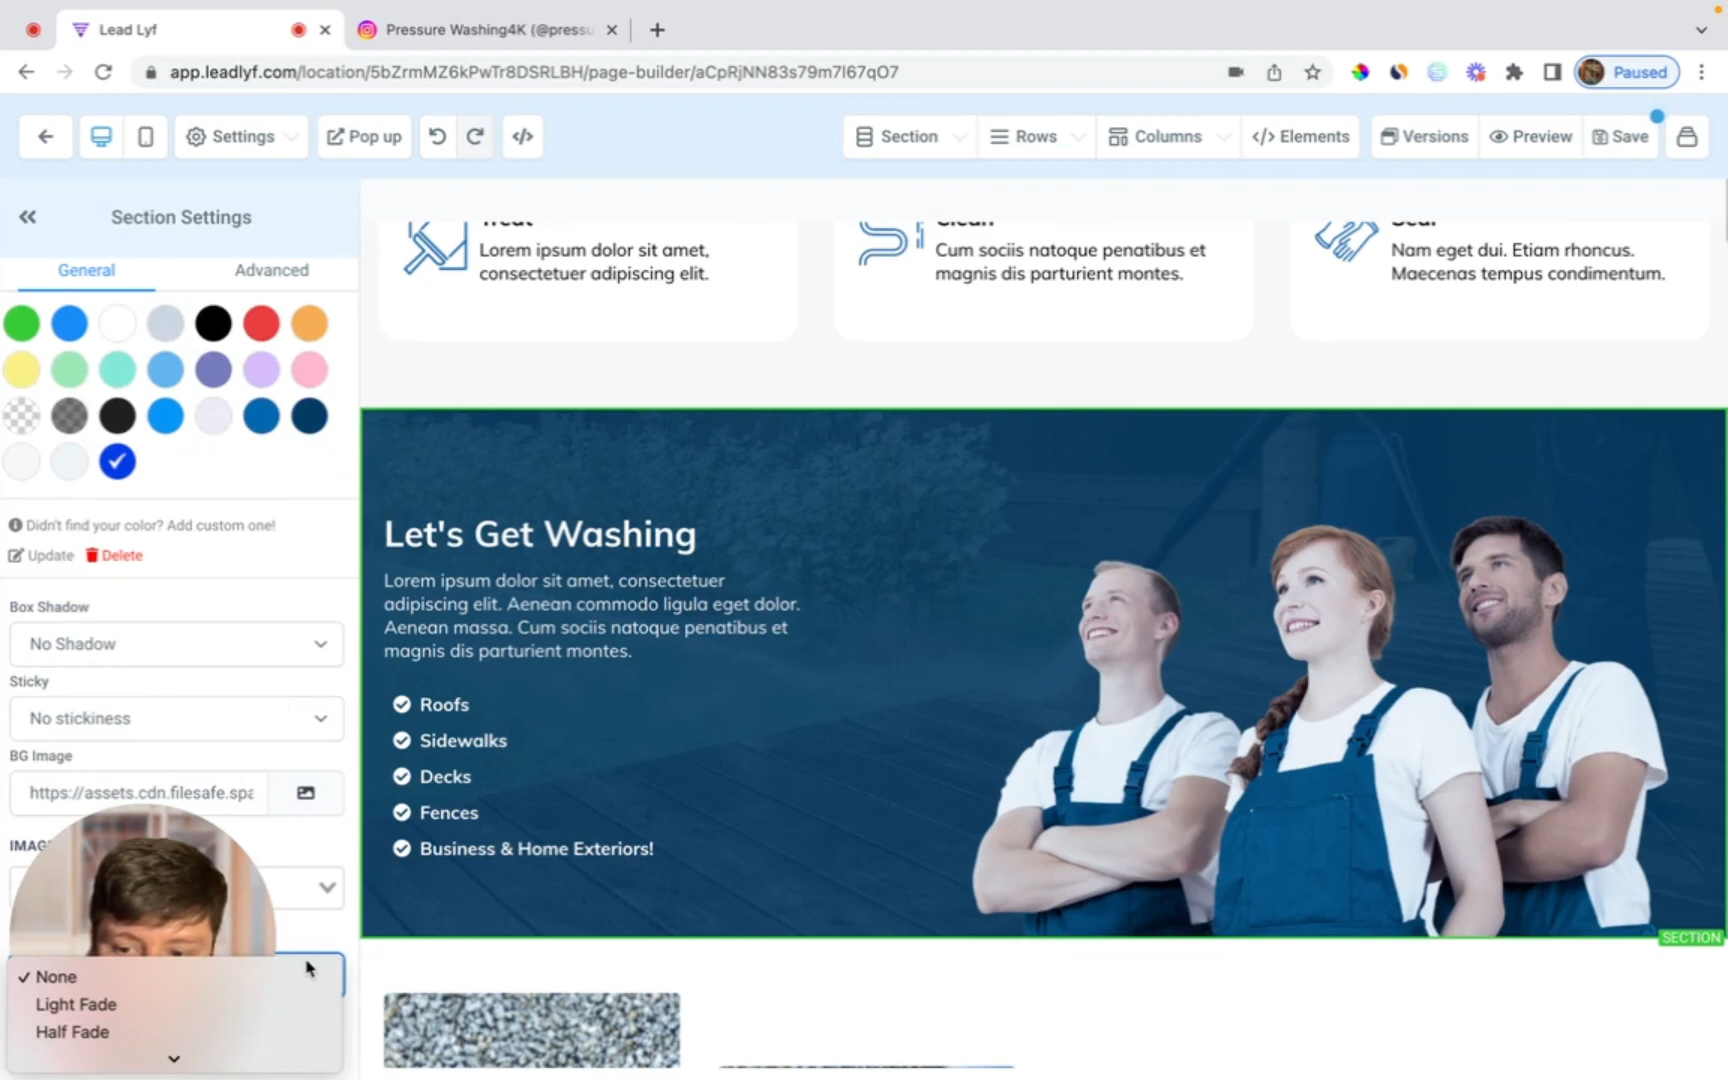 Lead Lyf
Pressure Washing4K (@pressu
app.leadlyf.com/location/5bZrmMZ6kPwTr8DSRLBH/page-builder/aCpRjNN83s79m7l67qO7
Paused
Settings
Pop up
Section
Rows
Columns
Elements
Versions
Preview
Save
Section Settings
General
Advanced
Didn't find your color? Add custom one!
Update
Delete
Box Shadow
No Shadow
Sticky
No stickiness
BG Image
https://assets.cdn.filesafe.spa
None
Light Fade
Half Fade
Treat
Lorem ipsum dolor sit amet,
consectetuer adipiscing elit.
Clean
Cum sociis natoque penatibus et
magnis dis parturient montes.
Seal
Nam eget dui. Etiam rhoncus.
Maecenas tempus condimentum.
Let's Get Washing
Lorem ipsum dolor sit amet, consectetuer
adipiscing elit. Aenean commodo ligula eget dolor.
Aenean massa. Cum sociis natoque penatibus et
magnis dis parturient montes.
Roofs
Sidewalks
Decks
Fences
Business & Home Exteriors!
SECTION